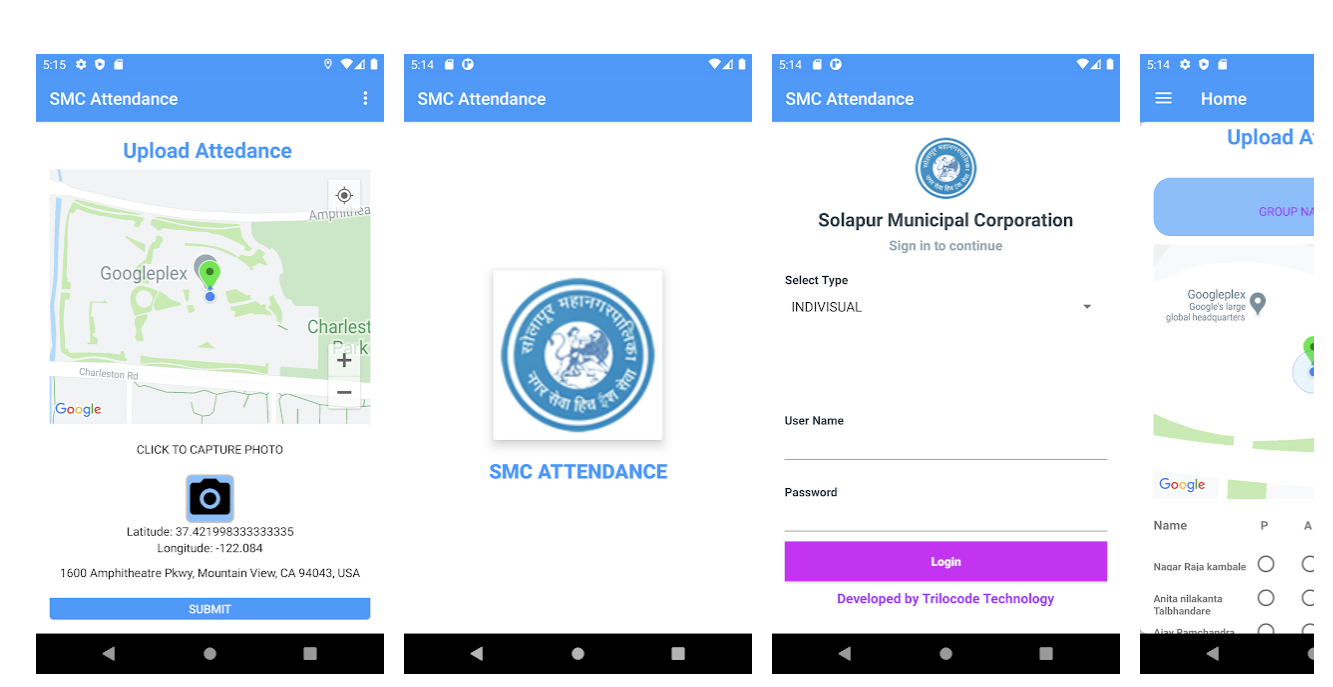 5:15
SMC Attendance
Upload Attedance
Amphithea
Googleplex
Charlest
Park
Charleston Rd
+
−
Google
CLICK TO CAPTURE PHOTO
Latitude: 37.421998333333335
Longitude: -122.084
1600 Amphitheatre Pkwy, Mountain View, CA 94043, USA
SUBMIT
5:14
SMC Attendance
सोलापूर महानगरपालिका
नगर सेवा हिच ईश सेवा
SMC ATTENDANCE
5:14
SMC Attendance
सोलापूर महानगरपालिका
नगर सेवा हिच ईश सेवा
Solapur Municipal Corporation
Sign in to continue
Select Type
INDIVISUAL
User Name
Password
Login
Developed by Trilocode Technology
5:14
Home
Upload A
GROUP NA
Googleplex
Google's large
global headquarters
Google
Name P A
Nagar Raja kambale
Anita nilakanta
Talbhandare
Ajay Ramchandra